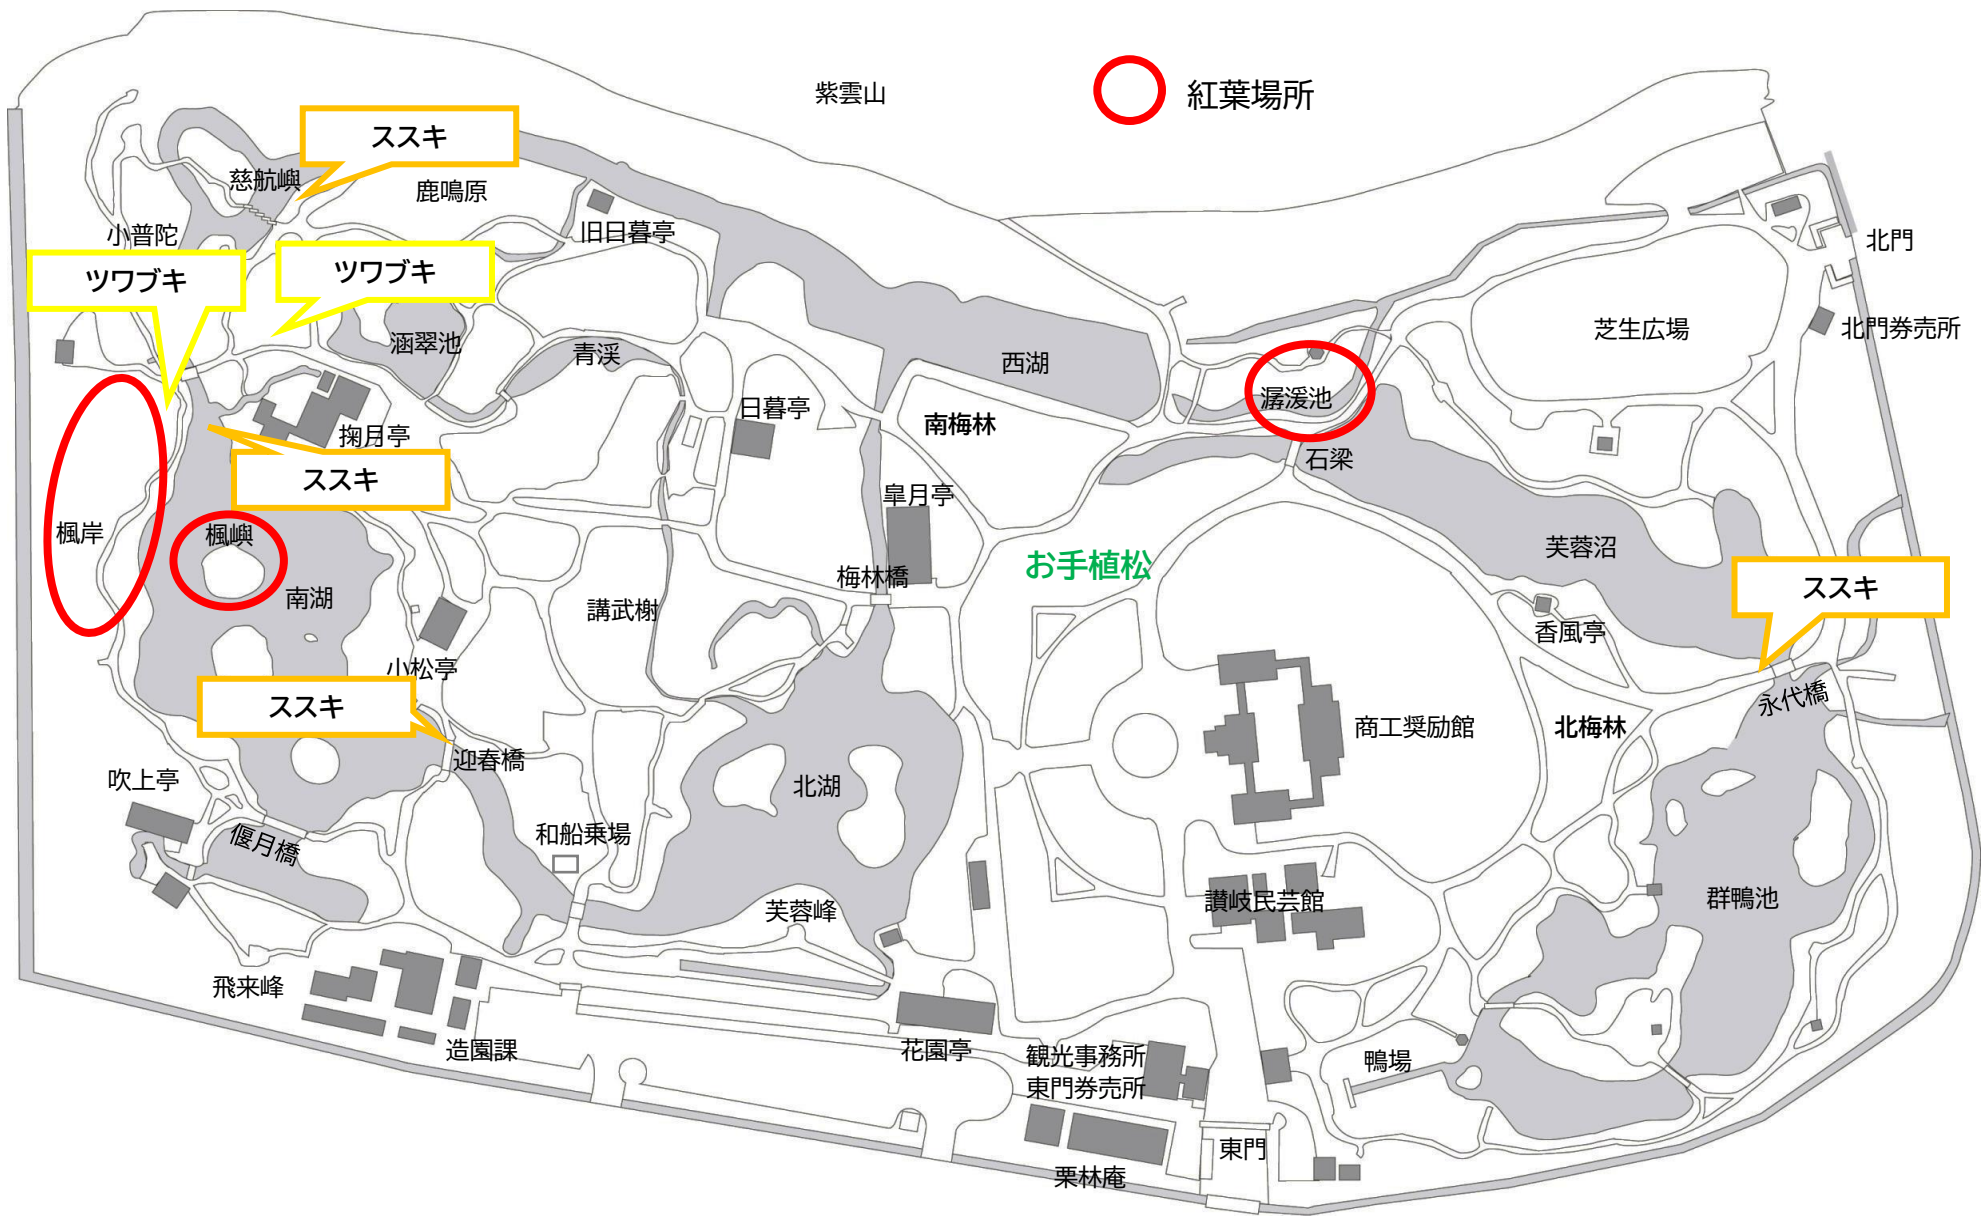 紫雲山
紅葉場所
ススキ
慈航嶼
鹿鳴原
小普陀
旧日暮亭
北門
ツワブキ
ツワブキ
涵翠池
青渓
西湖
芝生広場
北門券売所
潺湲池
日暮亭
南梅林
掬月亭
石梁
ススキ
皐月亭
楓岸
楓嶼
芙蓉沼
お手植松
梅林橋
南湖
講武榭
ススキ
香風亭
小松亭
ススキ
永代橋
商工奨励館
北梅林
迎春橋
吹上亭
北湖
和船乗場
偃月橋
讃岐民芸館
群鴨池
芙蓉峰
飛来峰
造園課
花園亭
観光事務所
東門券売所
鴨場
東門
栗林庵